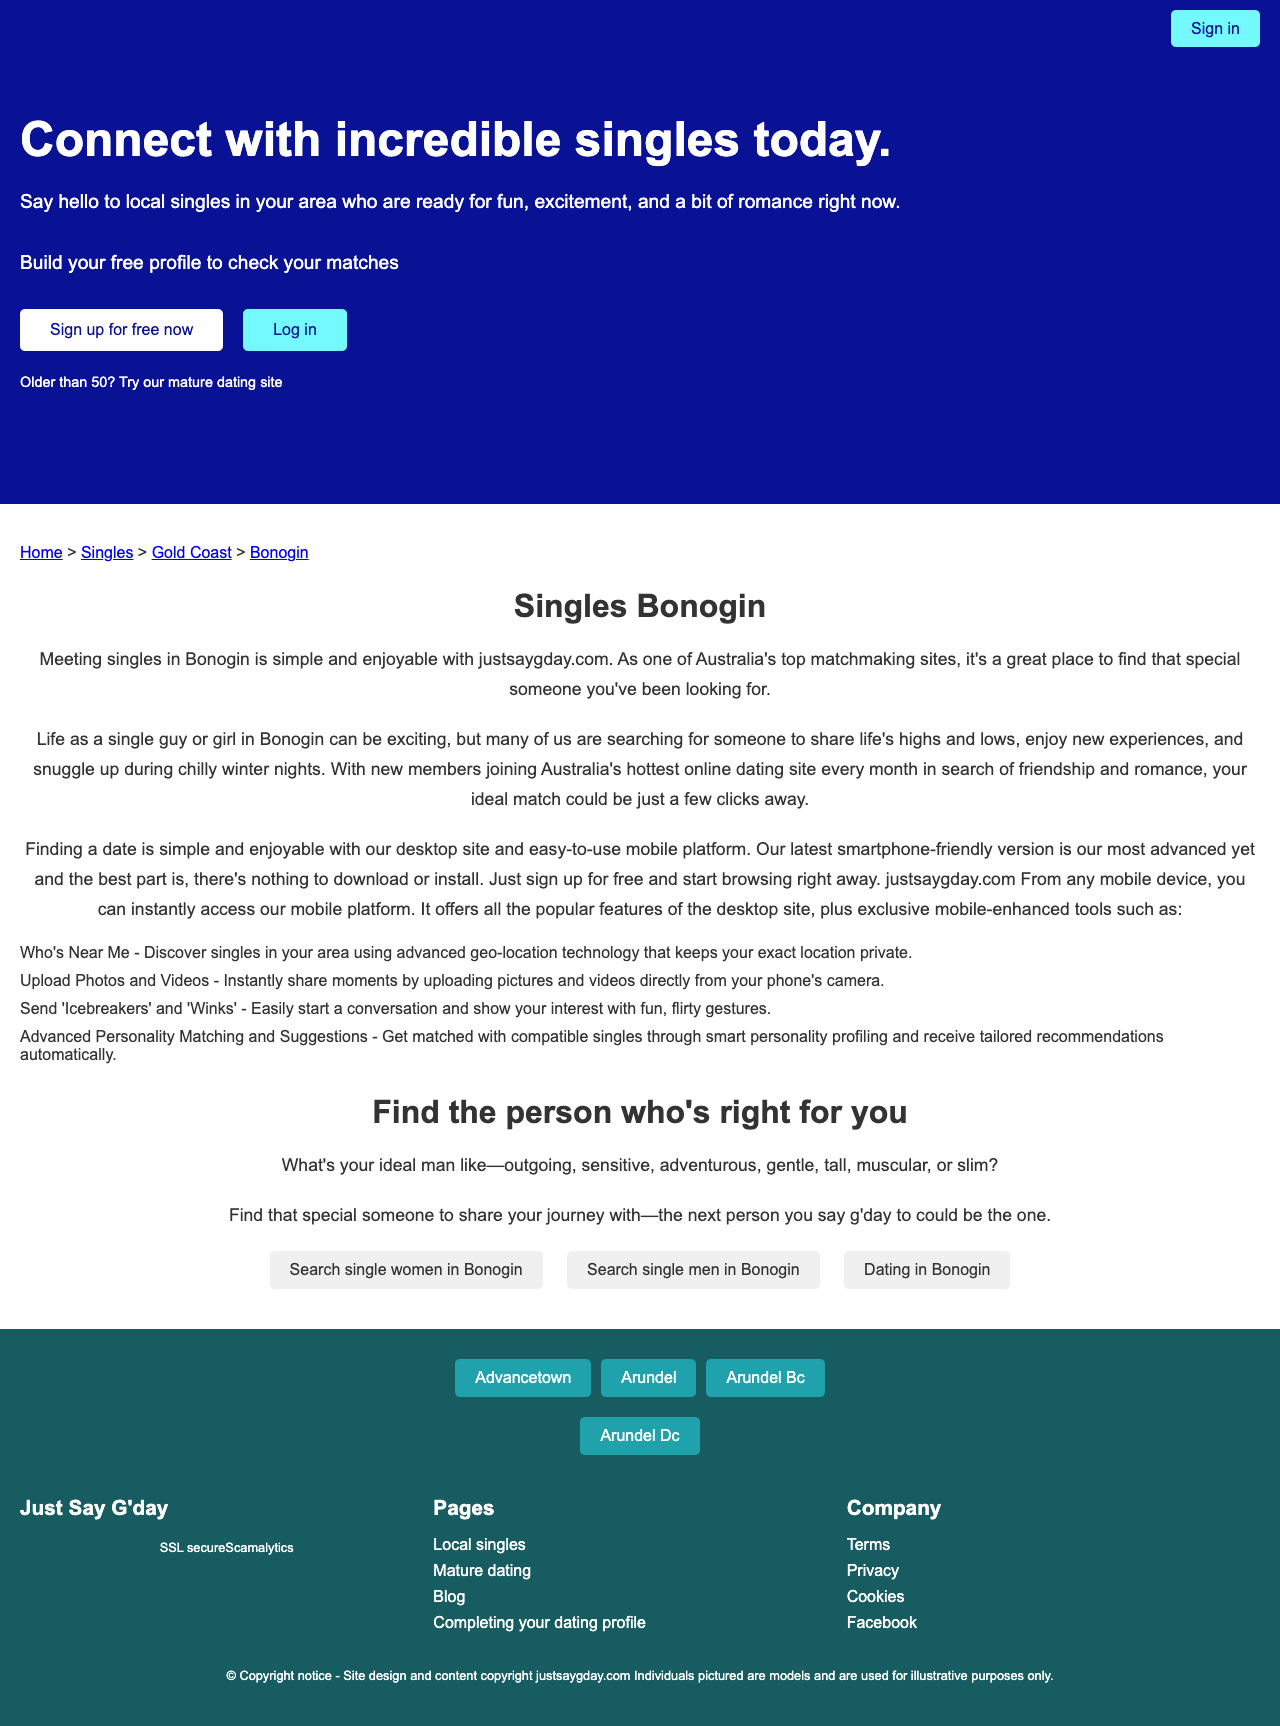 Sign in
Connect with incredible singles today.
Say hello to local singles in your area who are ready for fun, excitement, and a bit of romance right now.
Build your free profile to check your matches
Sign up for free now Log in
Older than 50? Try our mature dating site
Home > Singles > Gold Coast > Bonogin
Singles Bonogin
Meeting singles in Bonogin is simple and enjoyable with justsaygday.com. As one of Australia's top matchmaking sites, it's a great place to find that special
someone you've been looking for.
Life as a single guy or girl in Bonogin can be exciting, but many of us are searching for someone to share life's highs and lows, enjoy new experiences, and
snuggle up during chilly winter nights. With new members joining Australia's hottest online dating site every month in search of friendship and romance, your
ideal match could be just a few clicks away.
Finding a date is simple and enjoyable with our desktop site and easy-to-use mobile platform. Our latest smartphone-friendly version is our most advanced yet
and the best part is, there's nothing to download or install. Just sign up for free and start browsing right away. justsaygday.com From any mobile device, you
can instantly access our mobile platform. It offers all the popular features of the desktop site, plus exclusive mobile-enhanced tools such as:
Who's Near Me - Discover singles in your area using advanced geo-location technology that keeps your exact location private.
Upload Photos and Videos - Instantly share moments by uploading pictures and videos directly from your phone's camera.
Send 'Icebreakers' and 'Winks' - Easily start a conversation and show your interest with fun, flirty gestures.
Advanced Personality Matching and Suggestions - Get matched with compatible singles through smart personality profiling and receive tailored recommendations
automatically.
Find the person who's right for you
What's your ideal man like—outgoing, sensitive, adventurous, gentle, tall, muscular, or slim?
Find that special someone to share your journey with—the next person you say g'day to could be the one.
Search single women in Bonogin Search single men in Bonogin Dating in Bonogin
Advancetown Arundel Arundel Bc
Arundel Dc
Just Say G'day
SSL secureScamalytics
Pages
Local singles
Mature dating
Blog
Completing your dating profile
Company
Terms
Privacy
Cookies
Facebook
© Copyright notice - Site design and content copyright justsaygday.com Individuals pictured are models and are used for illustrative purposes only.